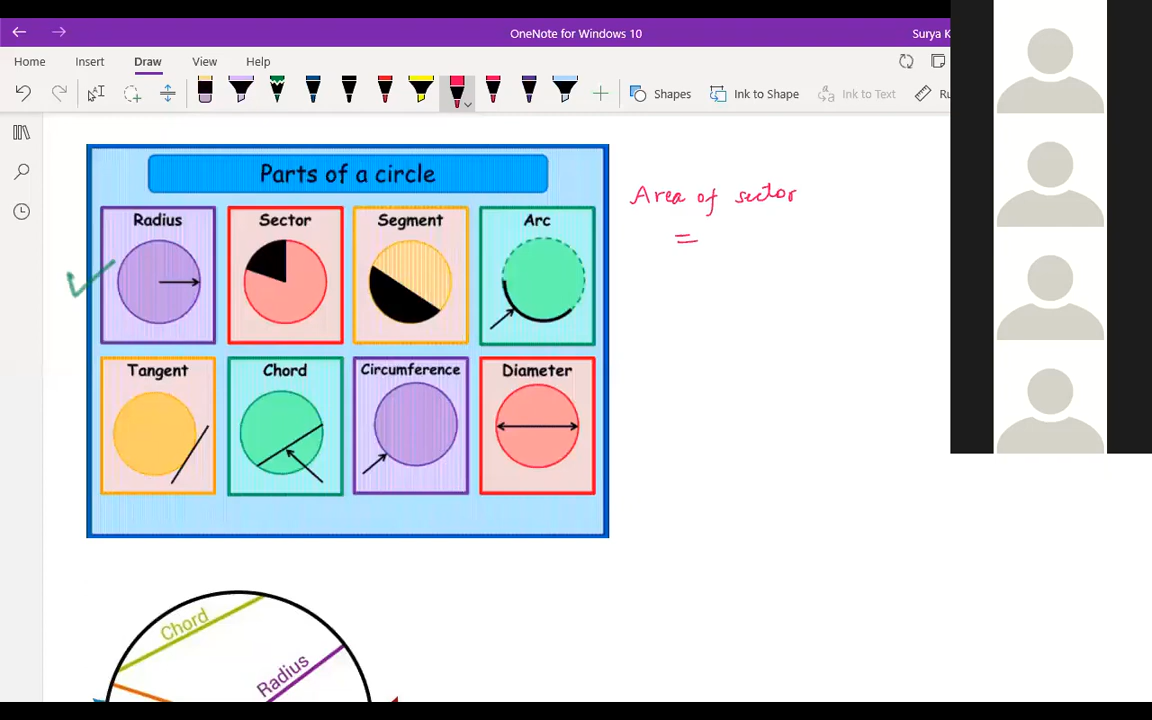 OneNote for Windows 10
Surya K
Home Insert Draw View Help
Shapes Ink to Shape Ink to Text Ru
Parts of a circle
Radius Sector Segment Arc
Tangent Chord Circumference Diameter
Area of sector
=
Chord
Radius